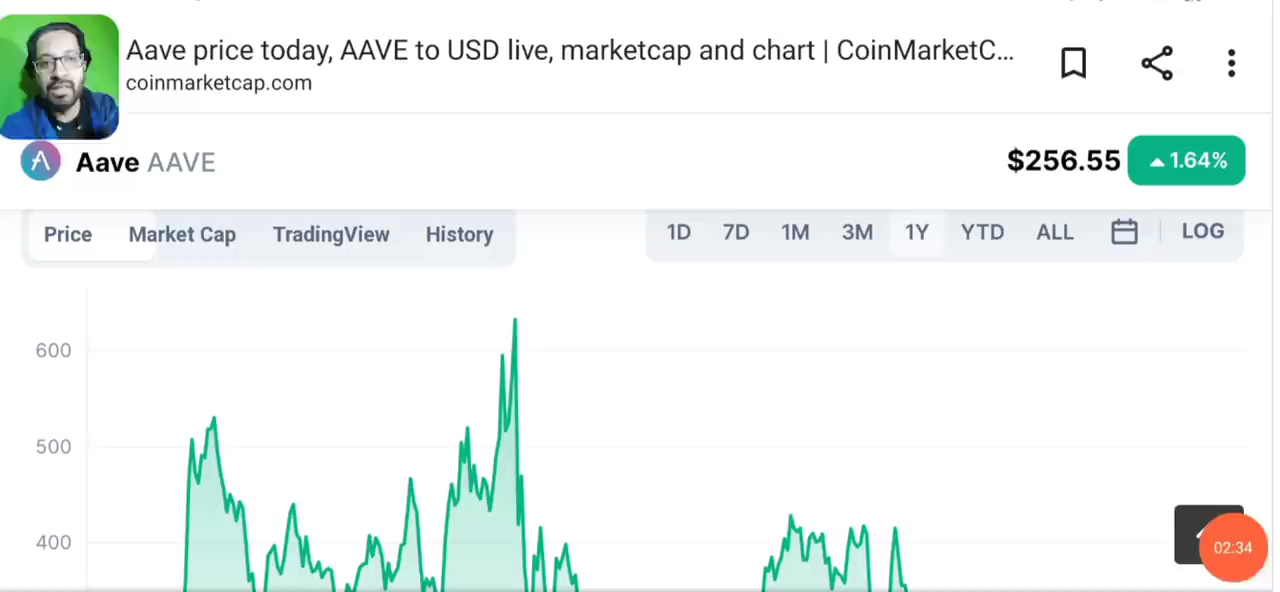 Aave price today, AAVE to USD live, marketcap and chart | CoinMarketC...
coinmarketcap.com
Aave AAVE
$256.55 1.64%
Price Market Cap TradingView History
1D 7D 1M 3M 1Y YTD ALL LOG
600
500
400
02:34